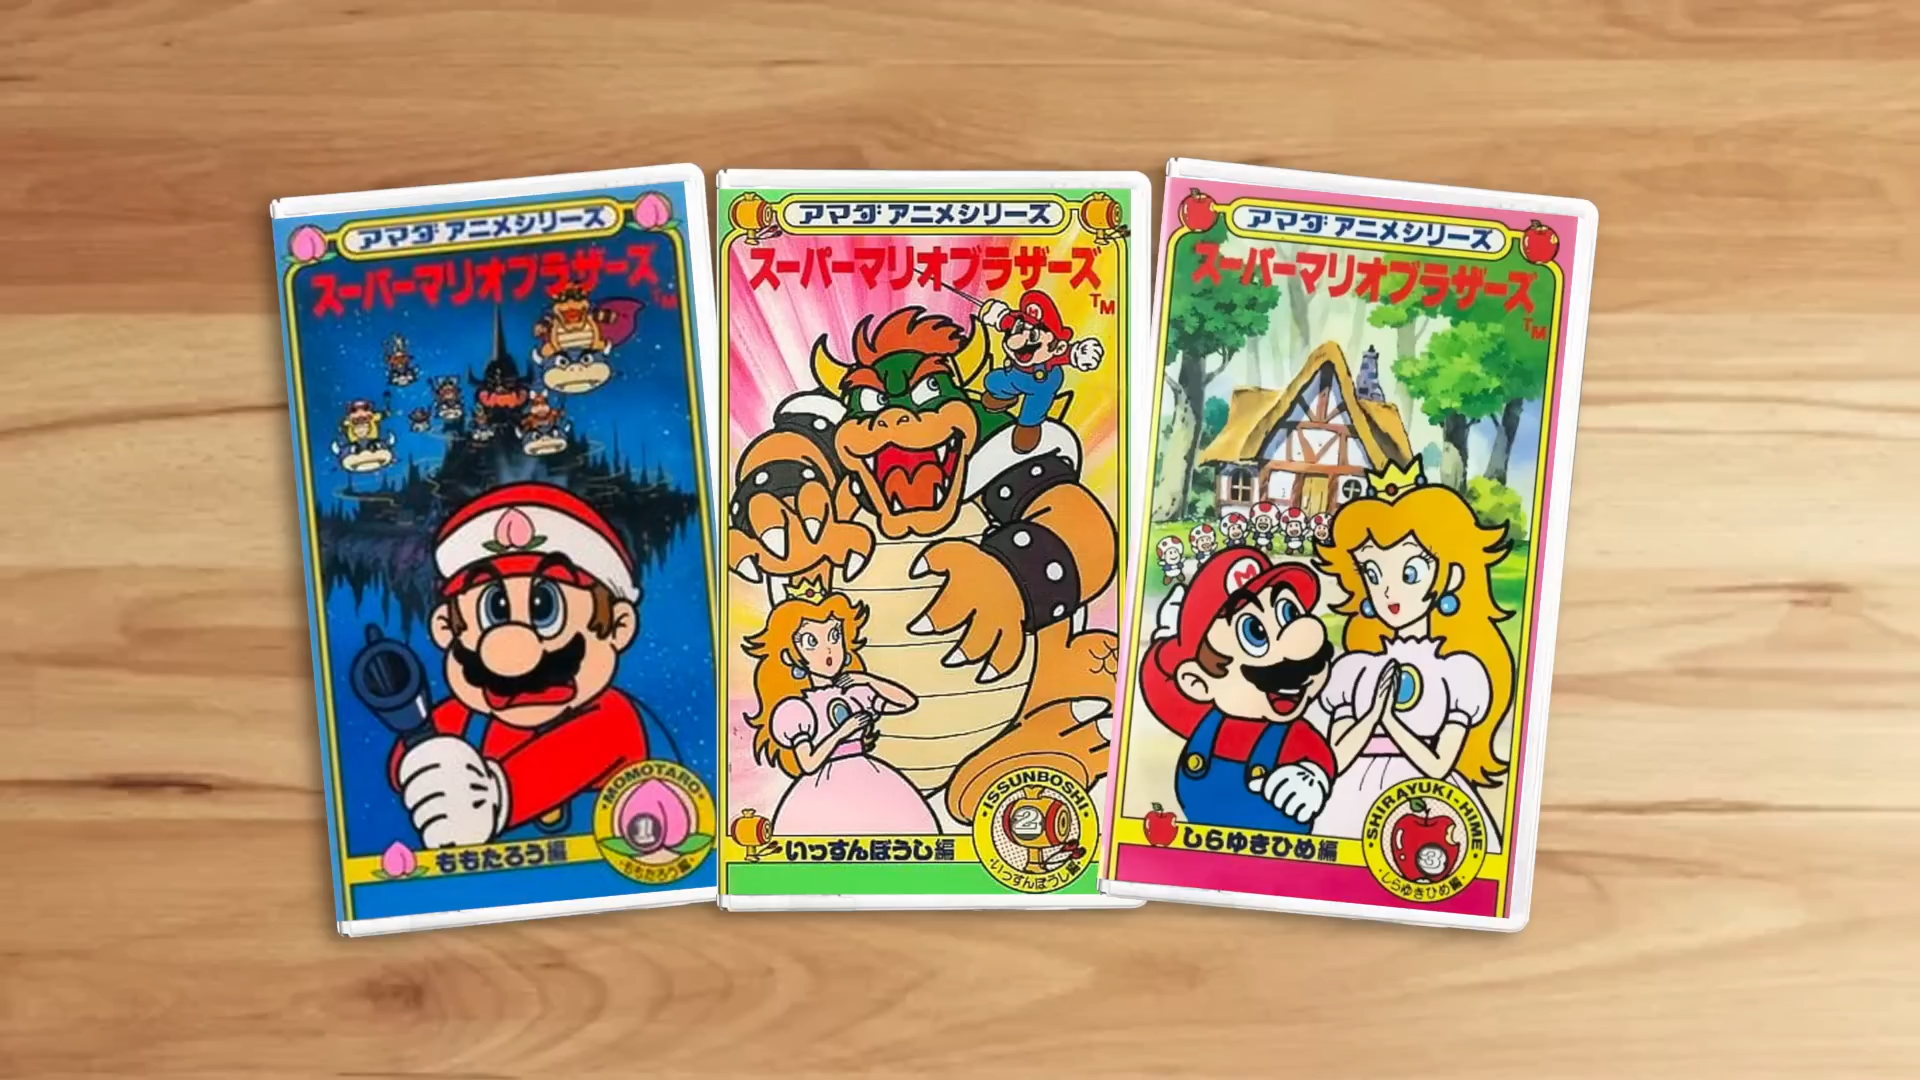 アマダ アニメシリーズ
スーパーマリオブラザーズ
TM
MOMOTARO
1
ももたろう編
ももたろう編
アマダ アニメシリーズ
スーパーマリオブラザーズ
TM
M
ISSUNBOSHI
2
いっすんぼうし編
いっすんぼうし編
アマダ アニメシリーズ
スーパーマリオブラザーズ
TM
M
SHIRAYUKI-HIME
3
しらゆきひめ編
しらゆきひめ編